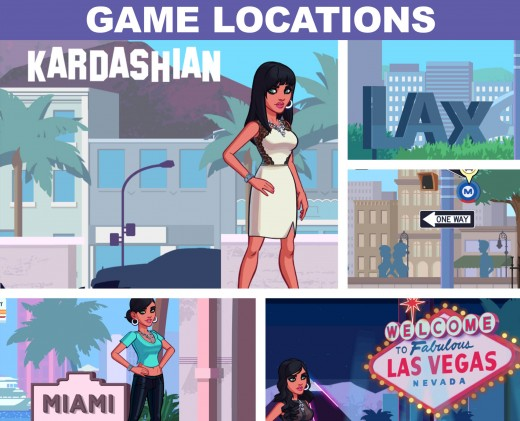 GAME LOCATIONS
KARDASHIAN
LAX
M
ONE WAY
MIAMI
WELCOME
TO Fabulous
LAS VEGAS
NEVADA